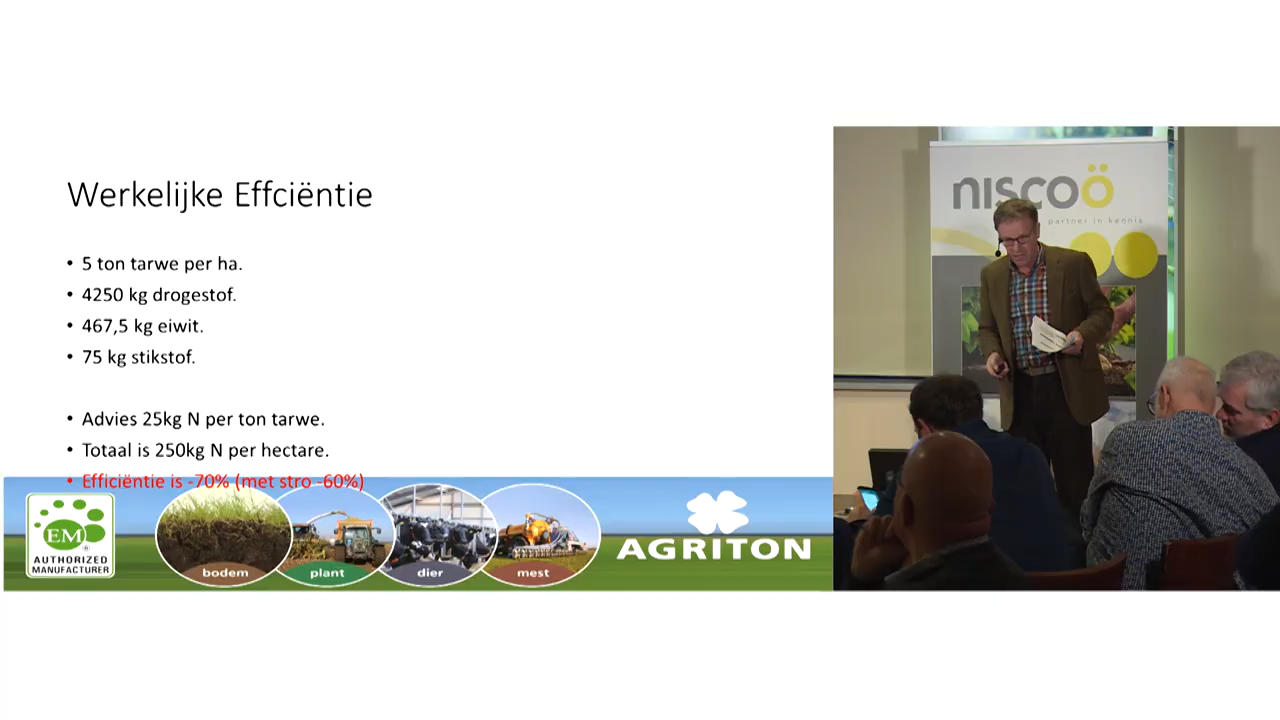 Werkelijke Effciëntie
• 5 ton tarwe per ha.
• 4250 kg drogestof.
• 467,5 kg eiwit.
• 75 kg stikstof.
• Advies 25kg N per ton tarwe.
• Totaal is 250kg N per hectare.
• Efficiëntie is -70% (met stro -60%)
EM®
AUTHORIZED
MANUFACTURER
bodem
plant
dier
mest
AGRITON
niscoö
partner in kennis